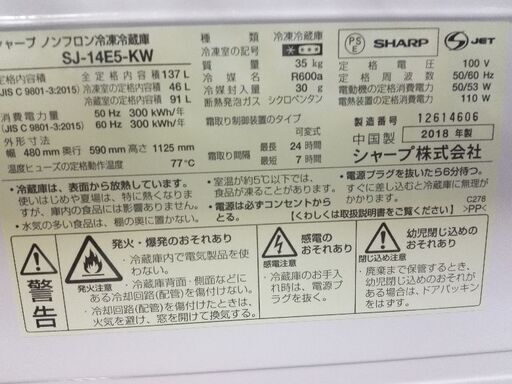 シャープ ノンフロン冷凍冷蔵庫
SJ-14E5-KW
定格内容積 全定格内容積 137 L
(JIS C 9801-3:2015) 冷凍室の定格内容積 46 L
冷蔵室の定格内容積 91 L
消費電力量 50 Hz 300 kWh/年
(JIS C 9801-3:2015) 60 Hz 300 kWh/年
外形寸法
幅 480 mm 奥行 590 mm 高さ 1125 mm
温度ヒューズの定格動作温度 77℃
種類 冷凍冷蔵庫
冷凍室の記号
質量 35 kg
冷媒 R600a
冷媒封入量 30 g
断熱発泡ガス シクロペンタン
霜取り制御装置のタイプ 可変式
霜取り間隔 最長 24 時間
最短 7 時間
PS E SHARP JET
定格電圧 100 V
定格周波数 50/60 Hz
電動機の定格消費電力 50/53 W
電熱装置の定格消費電力 110 W
製造番号 12614606
中国製 2018 年製
シャープ株式会社
・冷蔵庫は、表面から放熱しています。
使いはじめや夏場は、特に熱くなりますが、庫内の食品には影響ありません。
・水気の多い食品は、棚の奥に置かない。
・室温が約5℃以下では、食品が凍ることがあります。
・電源は必ずコンセントからとる。
・電源プラグを抜いたら6分待つ。
すぐに差し込むと冷蔵庫に無理がかかります。
【くわしくは取扱説明書をご覧ください】
C278
>PP<
警告
発火・爆発のおそれあり
発火注意
・冷蔵庫内で電気製品を使わない。
・冷蔵庫背面・側面などにある冷却回路(配管)を傷付けない。
・冷却回路(配管)を傷付けたときは、火気を避け、窓を開けて換気する。
感電のおそれあり
感電注意
・冷蔵庫のお手入れ時は、電源プラグを抜く。
幼児閉じ込めのおそれあり
閉じ込め注意
・廃棄まで保管するときに、幼児閉じ込めのおそれがあるときは、ドアパッキンをはずす。